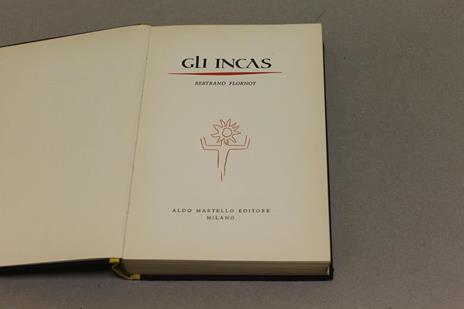 GLI INCAS
BERTRAND FLORNOY
ALDO MARTELLO EDITORE
MILANO